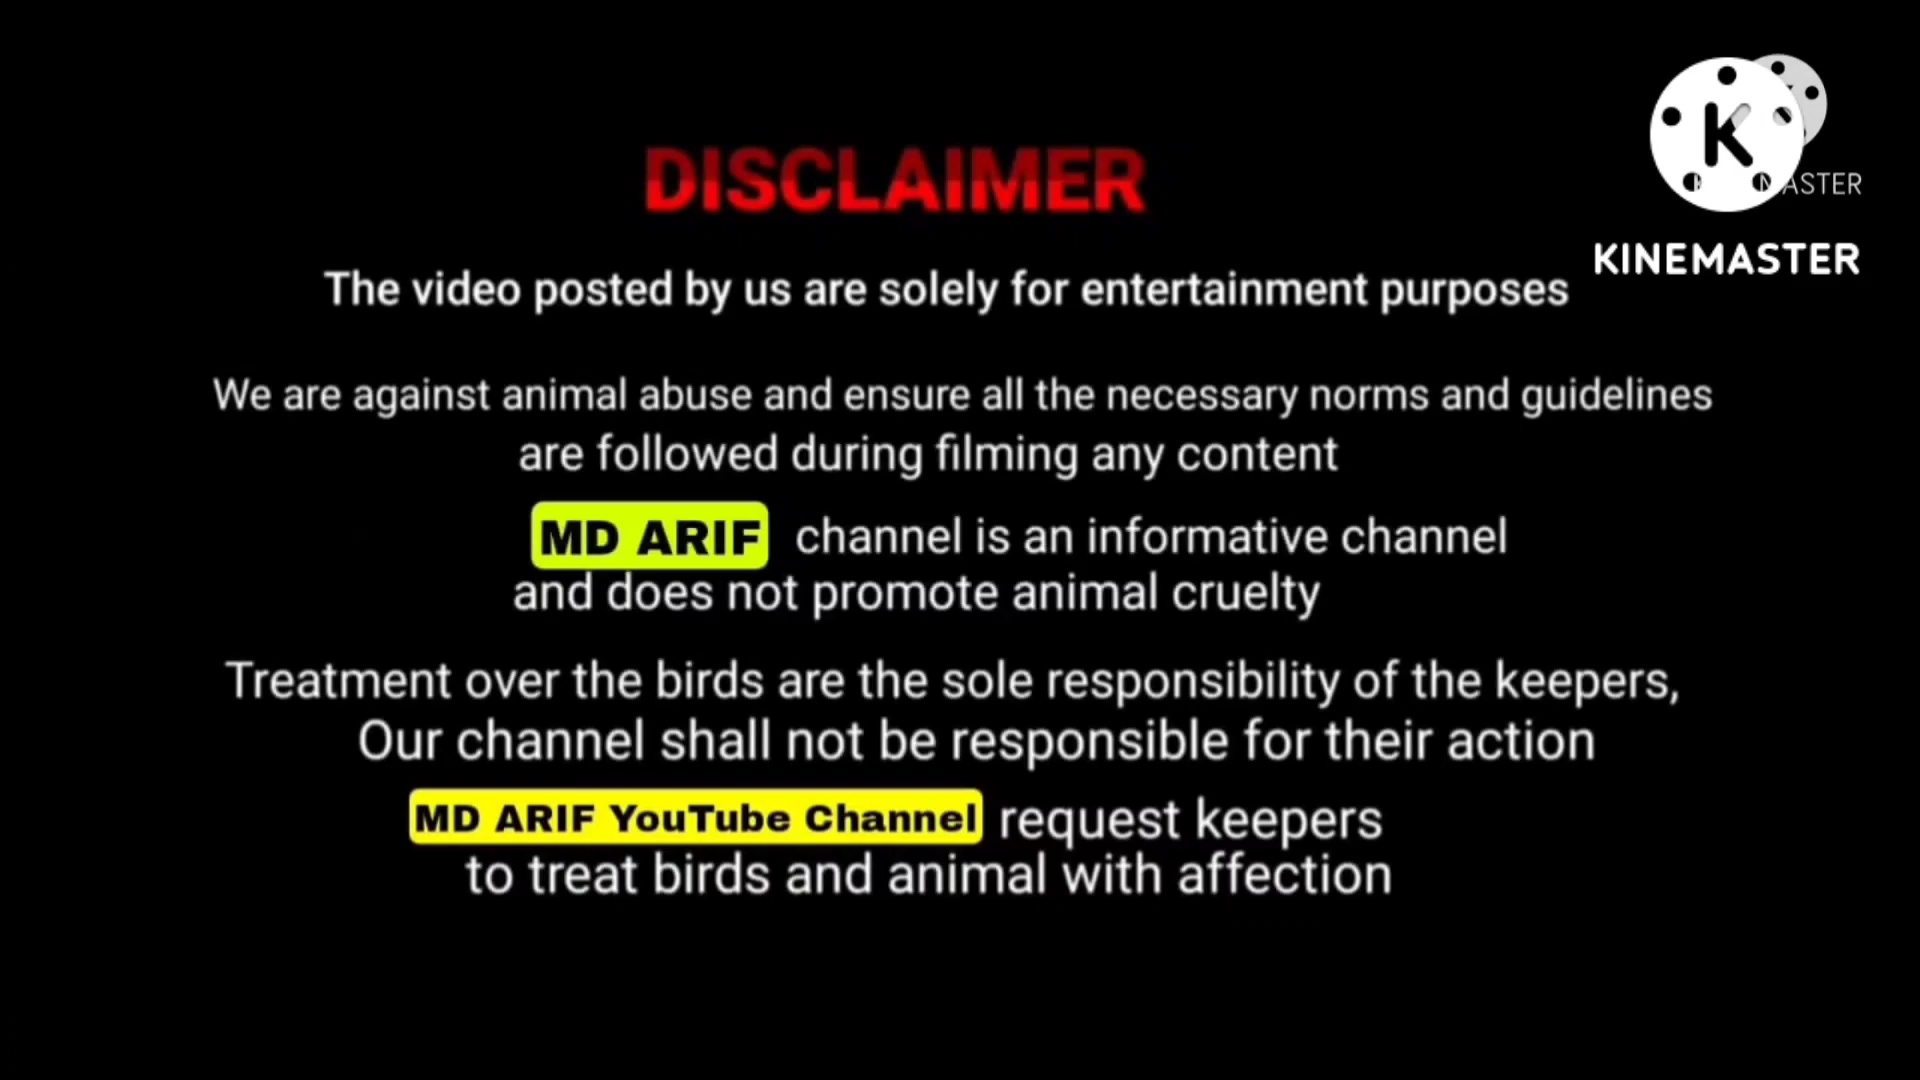 DISCLAIMER
The video posted by us are solely for entertainment purposes
We are against animal abuse and ensure all the necessary norms and guidelines
are followed during filming any content
MD ARIF channel is an informative channel
and does not promote animal cruelty
Treatment over the birds are the sole responsibility of the keepers,
Our channel shall not be responsible for their action
MD ARIF YouTube Channel request keepers
to treat birds and animal with affection
K
KINEMASTER